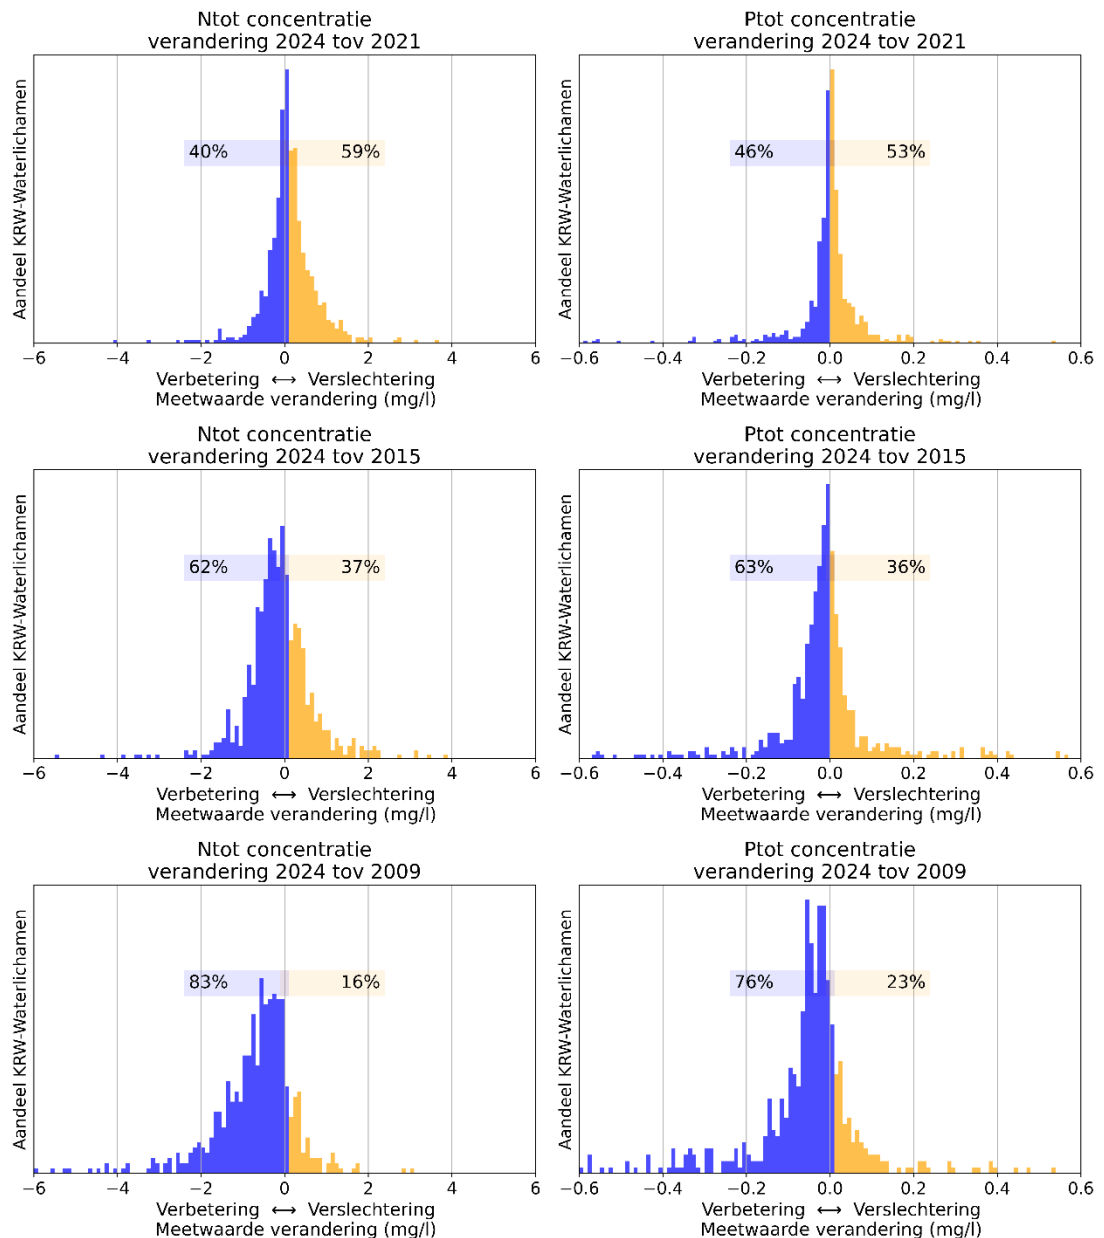 Ntot concentratie
verandering 2024 tov 2021
Aandeel KRW-Waterlichamen
40%
59%
−6 −4 −2 0 2 4 6
Verbetering ⟷ Verslechtering
Meetwaarde verandering (mg/l)
Ptot concentratie
verandering 2024 tov 2021
Aandeel KRW-Waterlichamen
46%
53%
−0.6 −0.4 −0.2 0.0 0.2 0.4 0.6
Verbetering ⟷ Verslechtering
Meetwaarde verandering (mg/l)
Ntot concentratie
verandering 2024 tov 2015
Aandeel KRW-Waterlichamen
62%
37%
−6 −4 −2 0 2 4 6
Verbetering ⟷ Verslechtering
Meetwaarde verandering (mg/l)
Ptot concentratie
verandering 2024 tov 2015
Aandeel KRW-Waterlichamen
63%
36%
−0.6 −0.4 −0.2 0.0 0.2 0.4 0.6
Verbetering ⟷ Verslechtering
Meetwaarde verandering (mg/l)
Ntot concentratie
verandering 2024 tov 2009
Aandeel KRW-Waterlichamen
83%
16%
−6 −4 −2 0 2 4 6
Verbetering ⟷ Verslechtering
Meetwaarde verandering (mg/l)
Ptot concentratie
verandering 2024 tov 2009
Aandeel KRW-Waterlichamen
76%
23%
−0.6 −0.4 −0.2 0.0 0.2 0.4 0.6
Verbetering ⟷ Verslechtering
Meetwaarde verandering (mg/l)